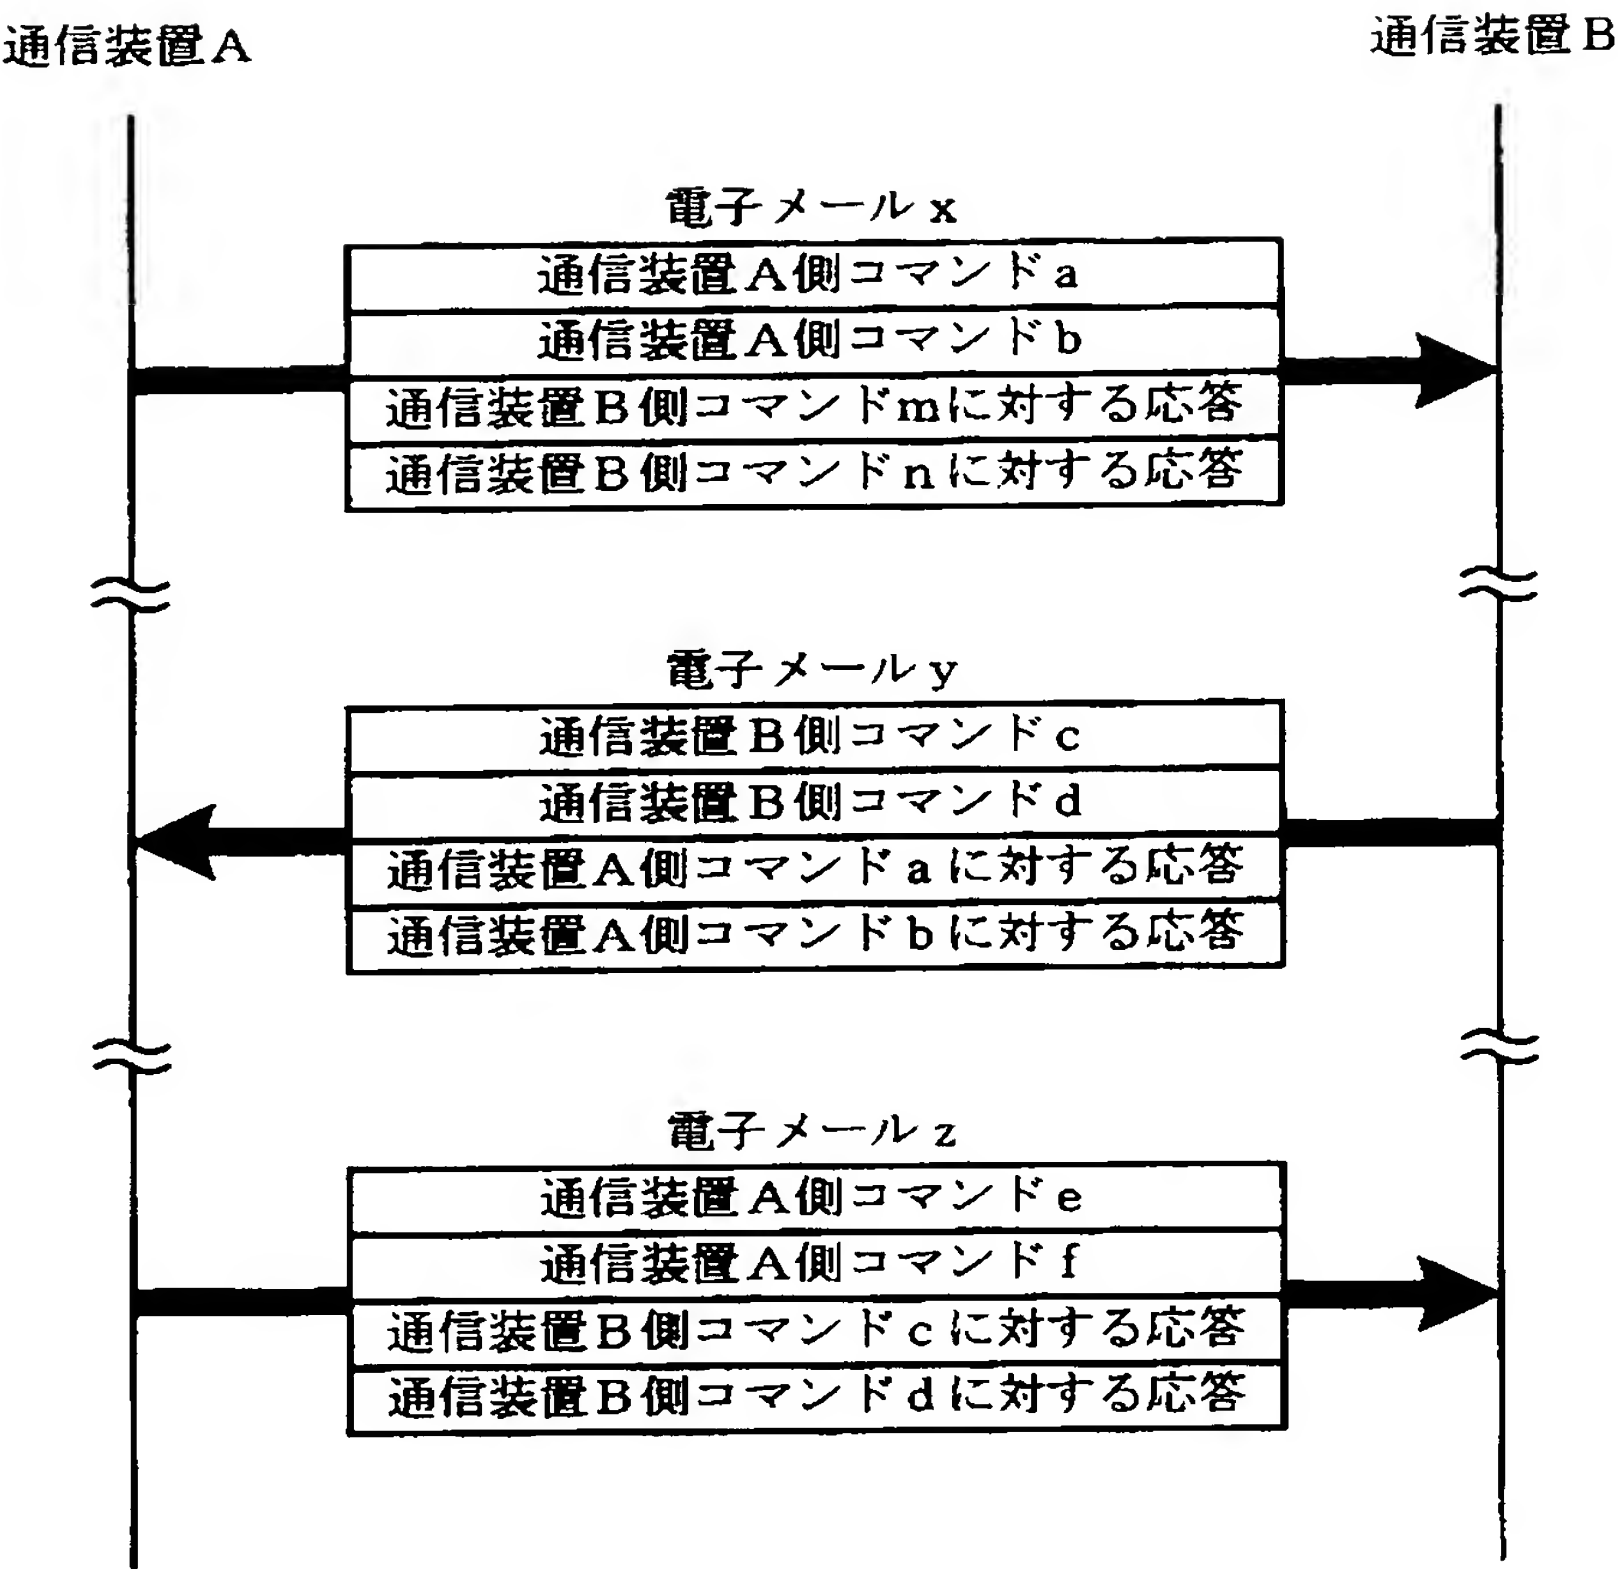 通信装置A
通信装置B
電子メールx
通信装置A側コマンドa
通信装置A側コマンドb
通信装置B側コマンドmに対する応答
通信装置B側コマンドnに対する応答
電子メールy
通信装置B側コマンドc
通信装置B側コマンドd
通信装置A側コマンドaに対する応答
通信装置A側コマンドbに対する応答
電子メールz
通信装置A側コマンドe
通信装置A側コマンドf
通信装置B側コマンドcに対する応答
通信装置B側コマンドdに対する応答